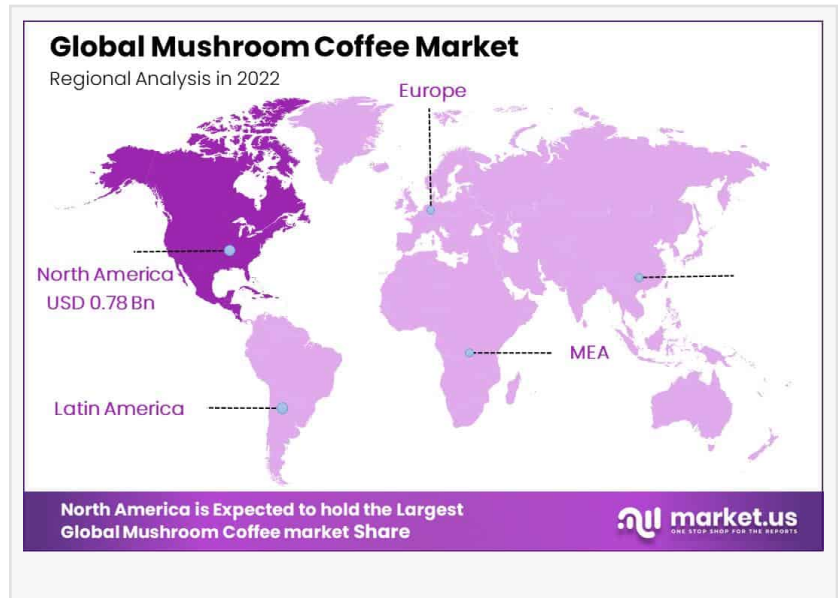 Global Mushroom Coffee Market
Regional Analysis in 2022
Europe
North America
USD 0.78 Bn
MEA
Latin America
North America is Expected to hold the Largest
Global Mushroom Coffee market Share
market.us
ONE STOP SHOP FOR THE REPORTS